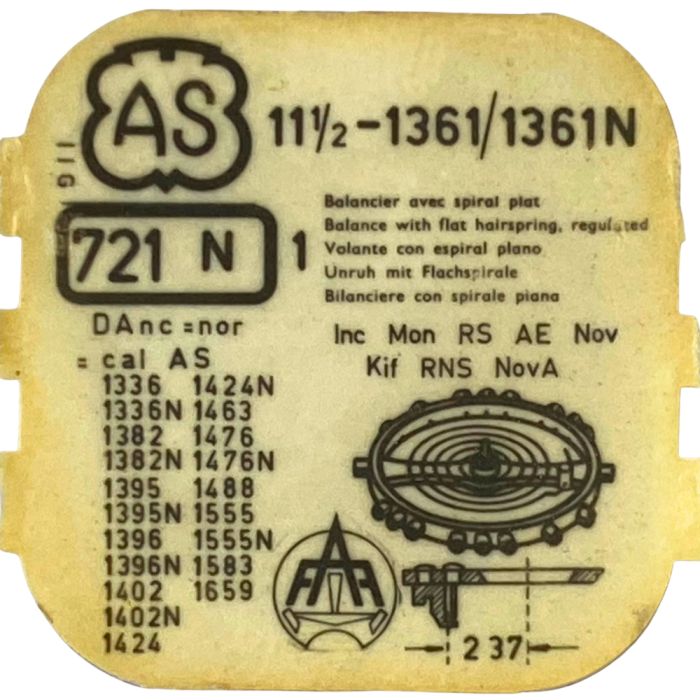 AS 11½-1361/1361N
IIG
721 N 1
Balancier avec spiral plat
Balance with flat hairspring, regulated
Volante con espiral plano
Unruh mit Flachspirale
Bilanciere con spirale piana
DAnc =nor
= cal AS
1336 1424N
1336N 1463
1382 1476
1382N 1476N
1395 1488
1395N 1555
1396 1555N
1396N 1583
1402 1659
1402N
1424
Inc Mon RS AE Nov
Kif RNS NovA
2 37